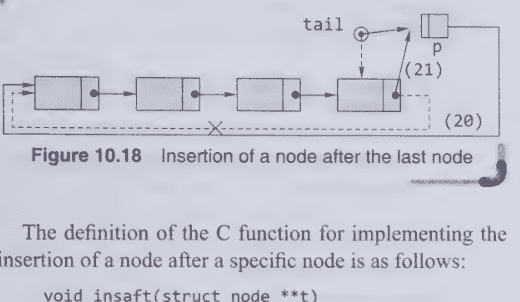 tail
p
(21)
(20)
Figure 10.18 Insertion of a node after the last node
The definition of the C function for implementing the
insertion of a node after a specific node is as follows:
void insaft(struct node **t)